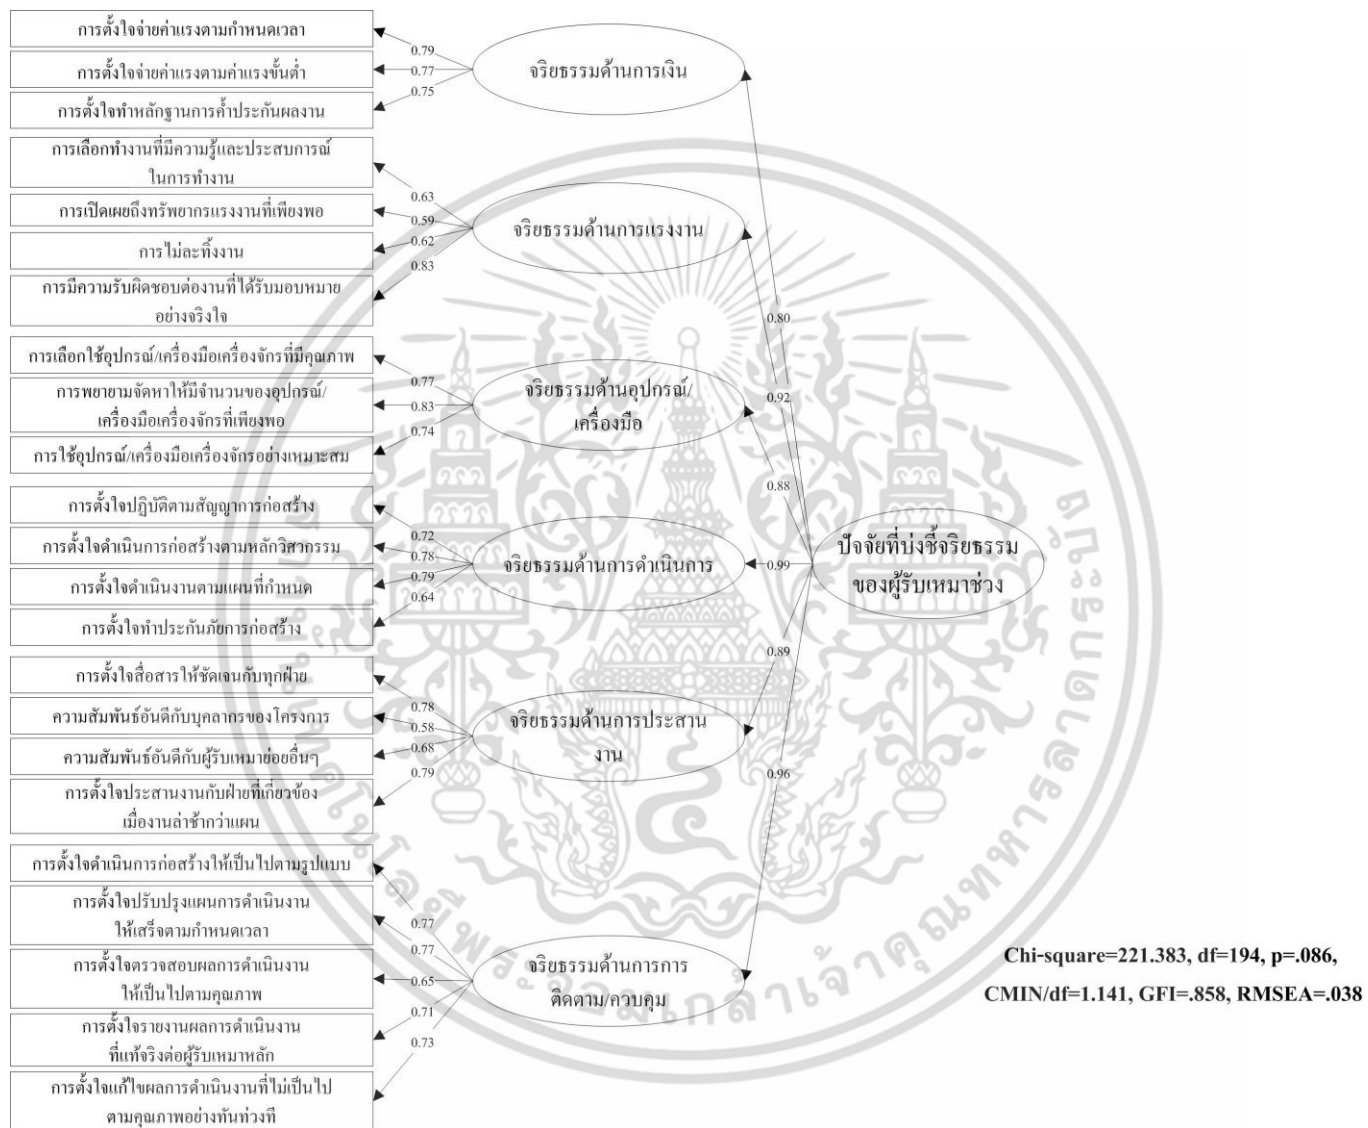 การตั้งใจจ่ายค่าแรงตามกำหนดเวลา
การตั้งใจจ่ายค่าแรงตามค่าแรงขั้นต่ำ
การตั้งใจทำหลักฐานการค้ำประกันผลงาน
0.79
0.77
0.75
จริยธรรมด้านการเงิน
การเลือกทำงานที่มีความรู้และประสบการณ์
ในการทำงาน
การเปิดเผยถึงทรัพยากรแรงงานที่เพียงพอ
การไม่ละทิ้งงาน
การมีความรับผิดชอบต่องานที่ได้รับมอบหมาย
อย่างจริงใจ
0.63
0.59
0.62
0.83
จริยธรรมด้านการแรงงาน
การเลือกใช้อุปกรณ์/เครื่องมือเครื่องจักรที่มีคุณภาพ
การพยายามจัดหาให้มีจำนวนของอุปกรณ์/
เครื่องมือเครื่องจักรที่เพียงพอ
การใช้อุปกรณ์/เครื่องมือเครื่องจักรอย่างเหมาะสม
0.77
0.83
0.74
จริยธรรมด้านอุปกรณ์/
เครื่องมือ
การตั้งใจปฏิบัติตามสัญญาการก่อสร้าง
การตั้งใจดำเนินการก่อสร้างตามหลักวิศวกรรม
การตั้งใจดำเนินงานตามแผนที่กำหนด
การตั้งใจทำประกันภัยการก่อสร้าง
0.72
0.78
0.79
0.64
จริยธรรมด้านการดำเนินการ
การตั้งใจสื่อสารให้ชัดเจนกับทุกฝ่าย
ความสัมพันธ์อันดีกับบุคลากรของโครงการ
ความสัมพันธ์อันดีกับผู้รับเหมาย่อยอื่นๆ
การตั้งใจประสานงานกับฝ่ายที่เกี่ยวข้อง
เมื่องานล่าช้ากว่าแผน
0.78
0.58
0.68
0.79
จริยธรรมด้านการประสาน
งาน
การตั้งใจดำเนินการก่อสร้างให้เป็นไปตามรูปแบบ
การตั้งใจปรับปรุงแผนการดำเนินงาน
ให้เสร็จตามกำหนดเวลา
การตั้งใจตรวจสอบผลการดำเนินงาน
ให้เป็นไปตามคุณภาพ
การตั้งใจรายงานผลการดำเนินงาน
ที่แท้จริงต่อผู้รับเหมาหลัก
การตั้งใจแก้ไขผลการดำเนินงานที่ไม่เป็นไป
ตามคุณภาพอย่างทันท่วงที
0.77
0.77
0.65
0.71
0.73
จริยธรรมด้านการการ
ติดตาม/ควบคุม
0.80
0.92
0.88
0.99
0.89
0.96
ปัจจัยที่บ่งชี้จริยธรรม
ของผู้รับเหมาช่วง
Chi-square=221.383, df=194, p=.086,
CMIN/df=1.141, GFI=.858, RMSEA=.038
สถาบันเทคโนโลยีพระจอมเกล้าเจ้าคุณทหารลาดกระบัง